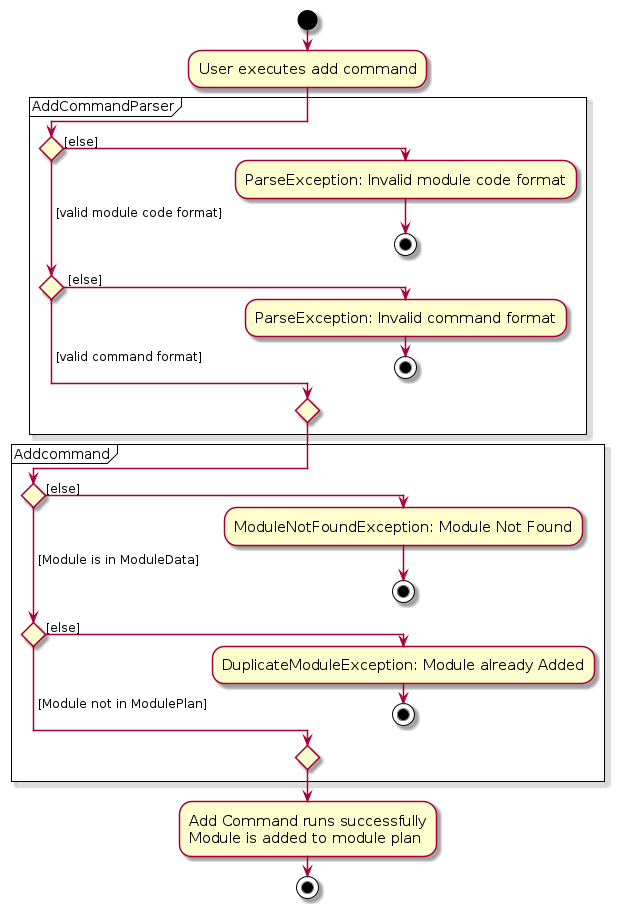 User executes add command
AddCommandParser
[else]
ParseException: Invalid module code format
[valid module code format]
[else]
ParseException: Invalid command format
[valid command format]
Addcommand
[else]
ModuleNotFoundException: Module Not Found
[Module is in ModuleData]
[else]
DuplicateModuleException: Module already Added
[Module not in ModulePlan]
Add Command runs successfully
Module is added to module plan